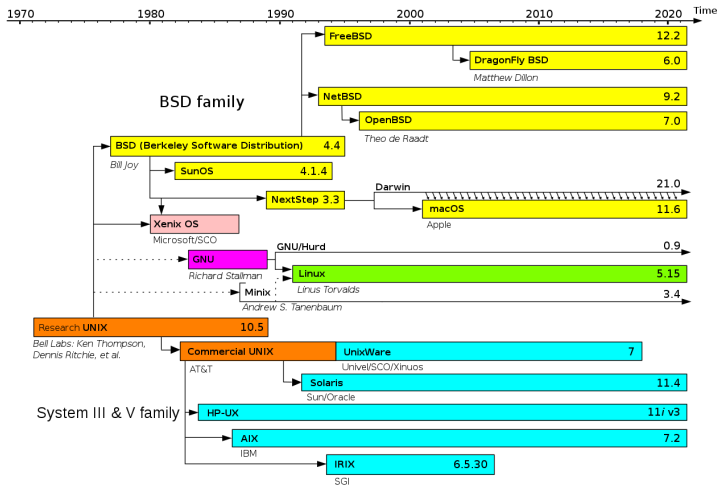 1970 1980 1990 2000 2010 2020 Time
FreeBSD 12.2
DragonFly BSD 6.0
Matthew Dillon
BSD family
NetBSD 9.2
OpenBSD 7.0
Theo de Raadt
BSD (Berkeley Software Distribution) 4.4
Bill Joy
SunOS 4.1.4
Darwin 21.0
NextStep 3.3
macOS 11.6
Apple
Xenix OS
Microsoft/SCO
GNU/Hurd 0.9
GNU
Richard Stallman
Linux 5.15
Linus Torvalds
Minix 3.4
Andrew S. Tanenbaum
Research UNIX 10.5
Bell Labs: Ken Thompson,
Dennis Ritchie, et al.
Commercial UNIX
AT&T
UnixWare 7
Univel/SCO/Xinuos
Solaris 11.4
Sun/Oracle
System III & V family
HP-UX 11i v3
AIX 7.2
IBM
IRIX 6.5.30
SGI